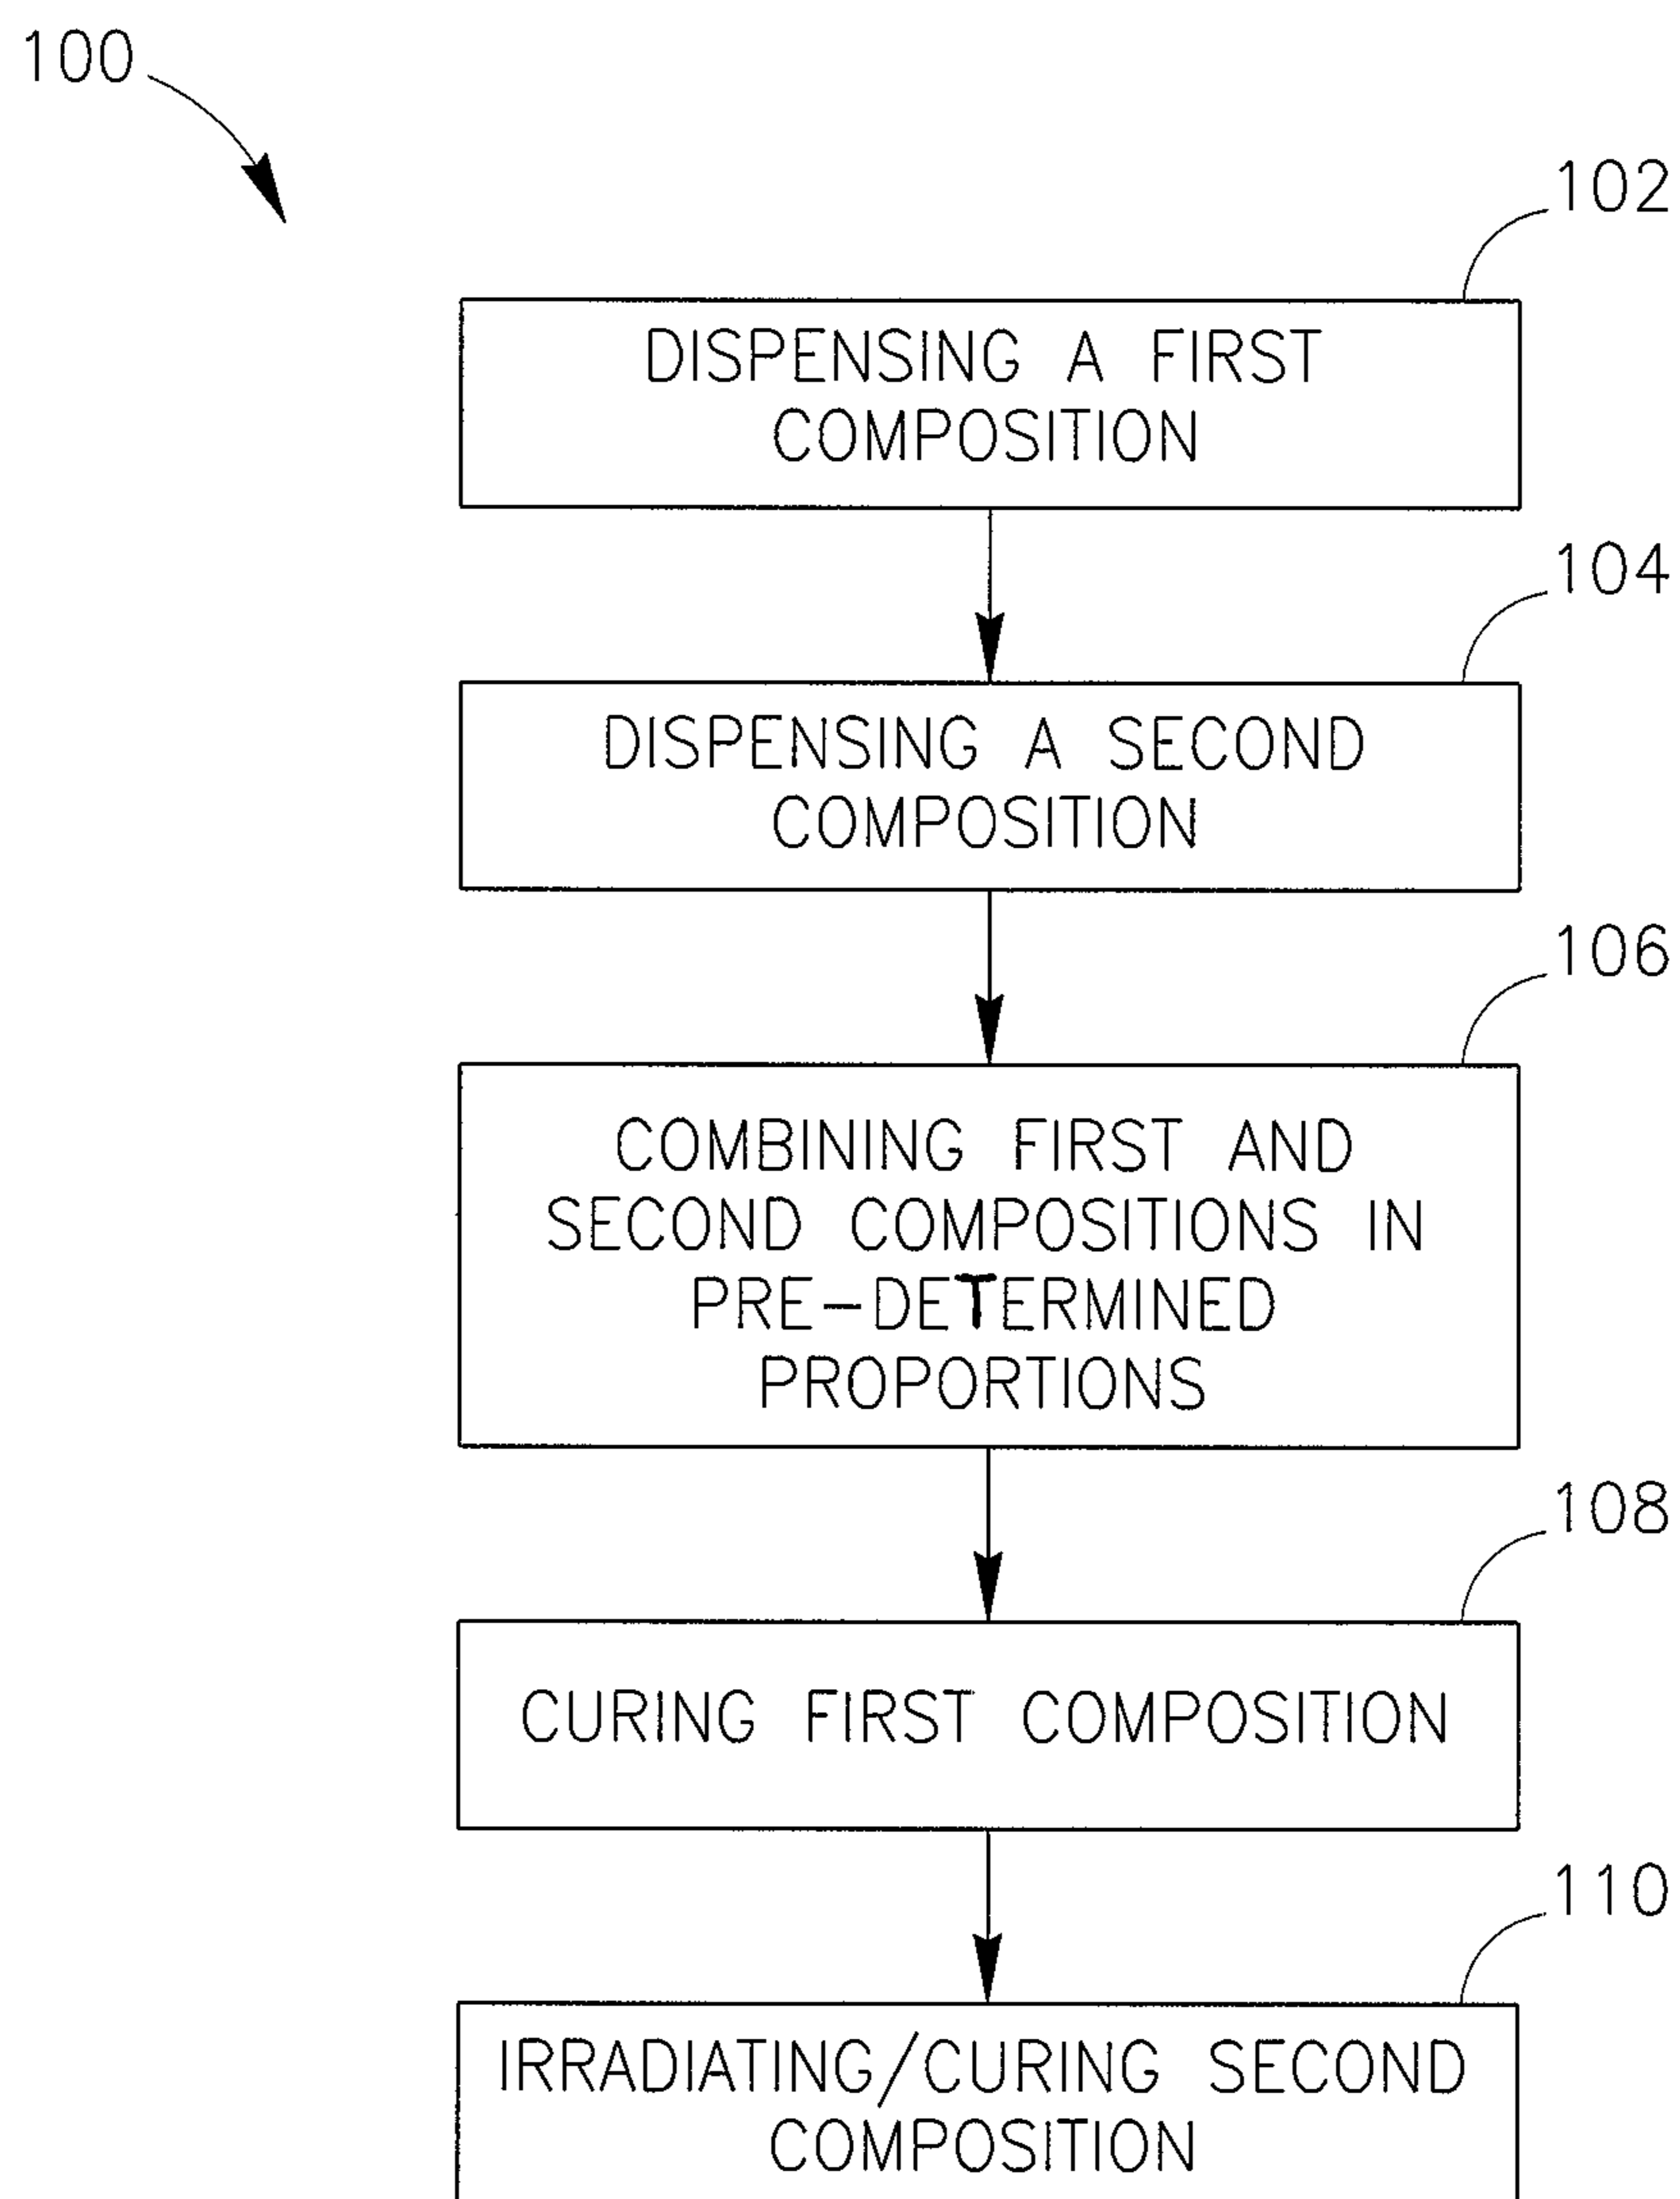 100
102
DISPENSING A FIRST
COMPOSITION
104
DISPENSING A SECOND
COMPOSITION
106
COMBINING FIRST AND
SECOND COMPOSITIONS IN
PRE-DETERMINED
PROPORTIONS
108
CURING FIRST COMPOSITION
110
IRRADIATING/CURING SECOND
COMPOSITION